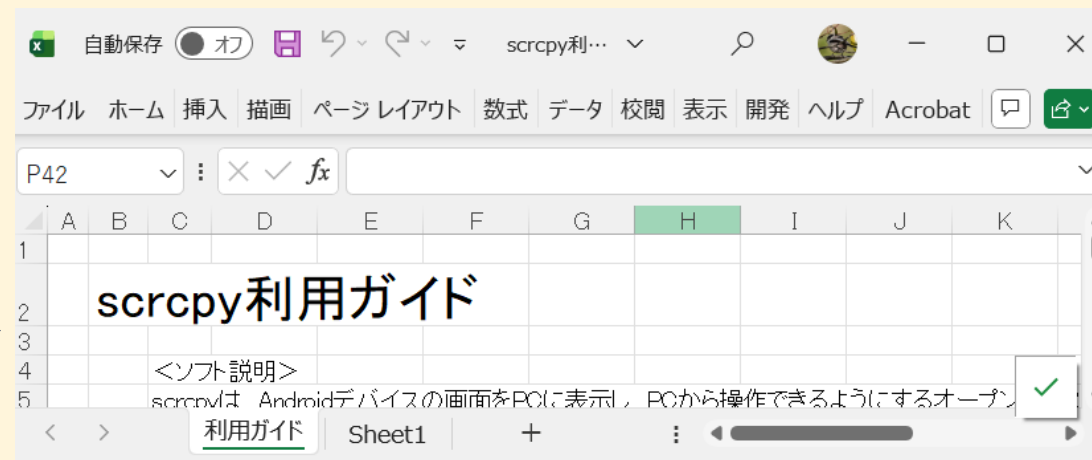 自動保存 オフ scrcpy利…
ファイル ホーム 挿入 描画 ページ レイアウト 数式 データ 校閲 表示 開発 ヘルプ Acrobat
P42 fx
A B C D E F G H I J K
1
2 scrcpy利用ガイド
3
4 <ソフト説明>
5 scrcpyは、Androidデバイスの画面をPCに表示し、PCから操作できるようにするオープン
利用ガイド Sheet1 +